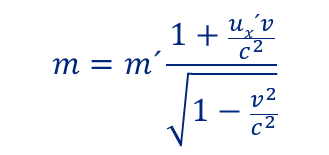 m = m´ (1 + u_x´v/c²) / √(1 − v²/c²)